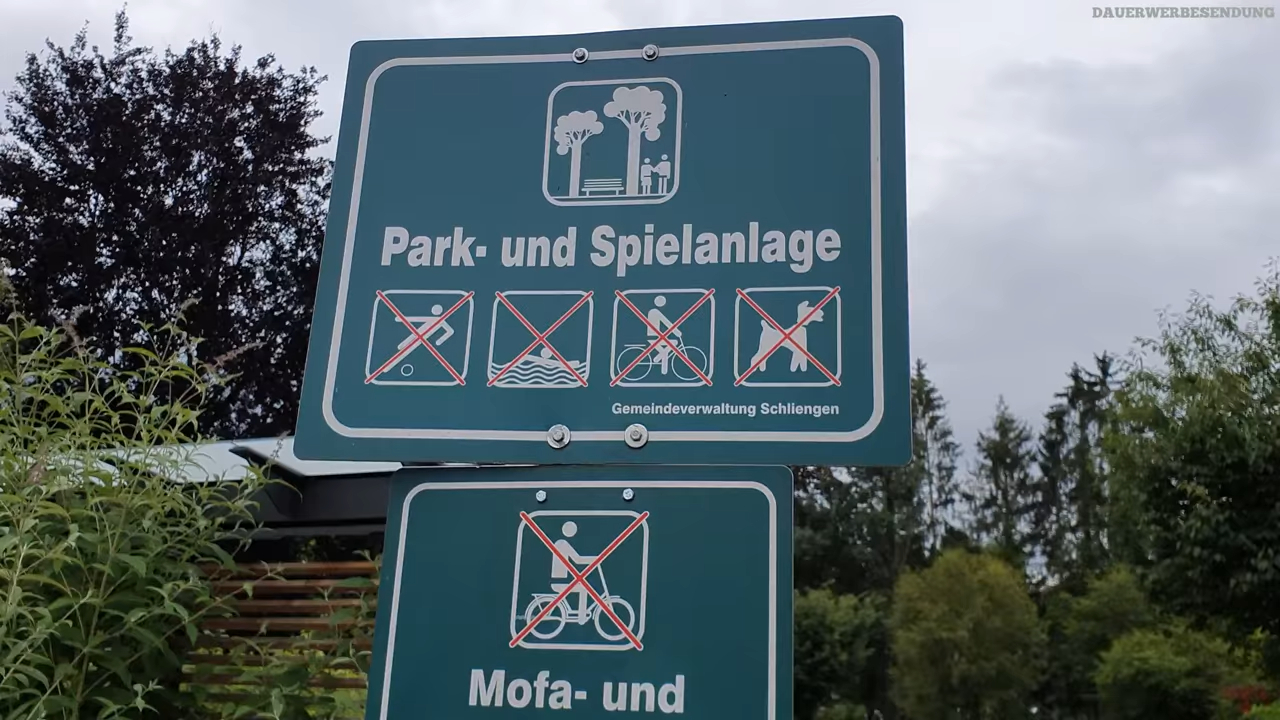 DAUERWERBESENDUNG
Park- und Spielanlage
Gemeindeverwaltung Schliengen
Mofa- und